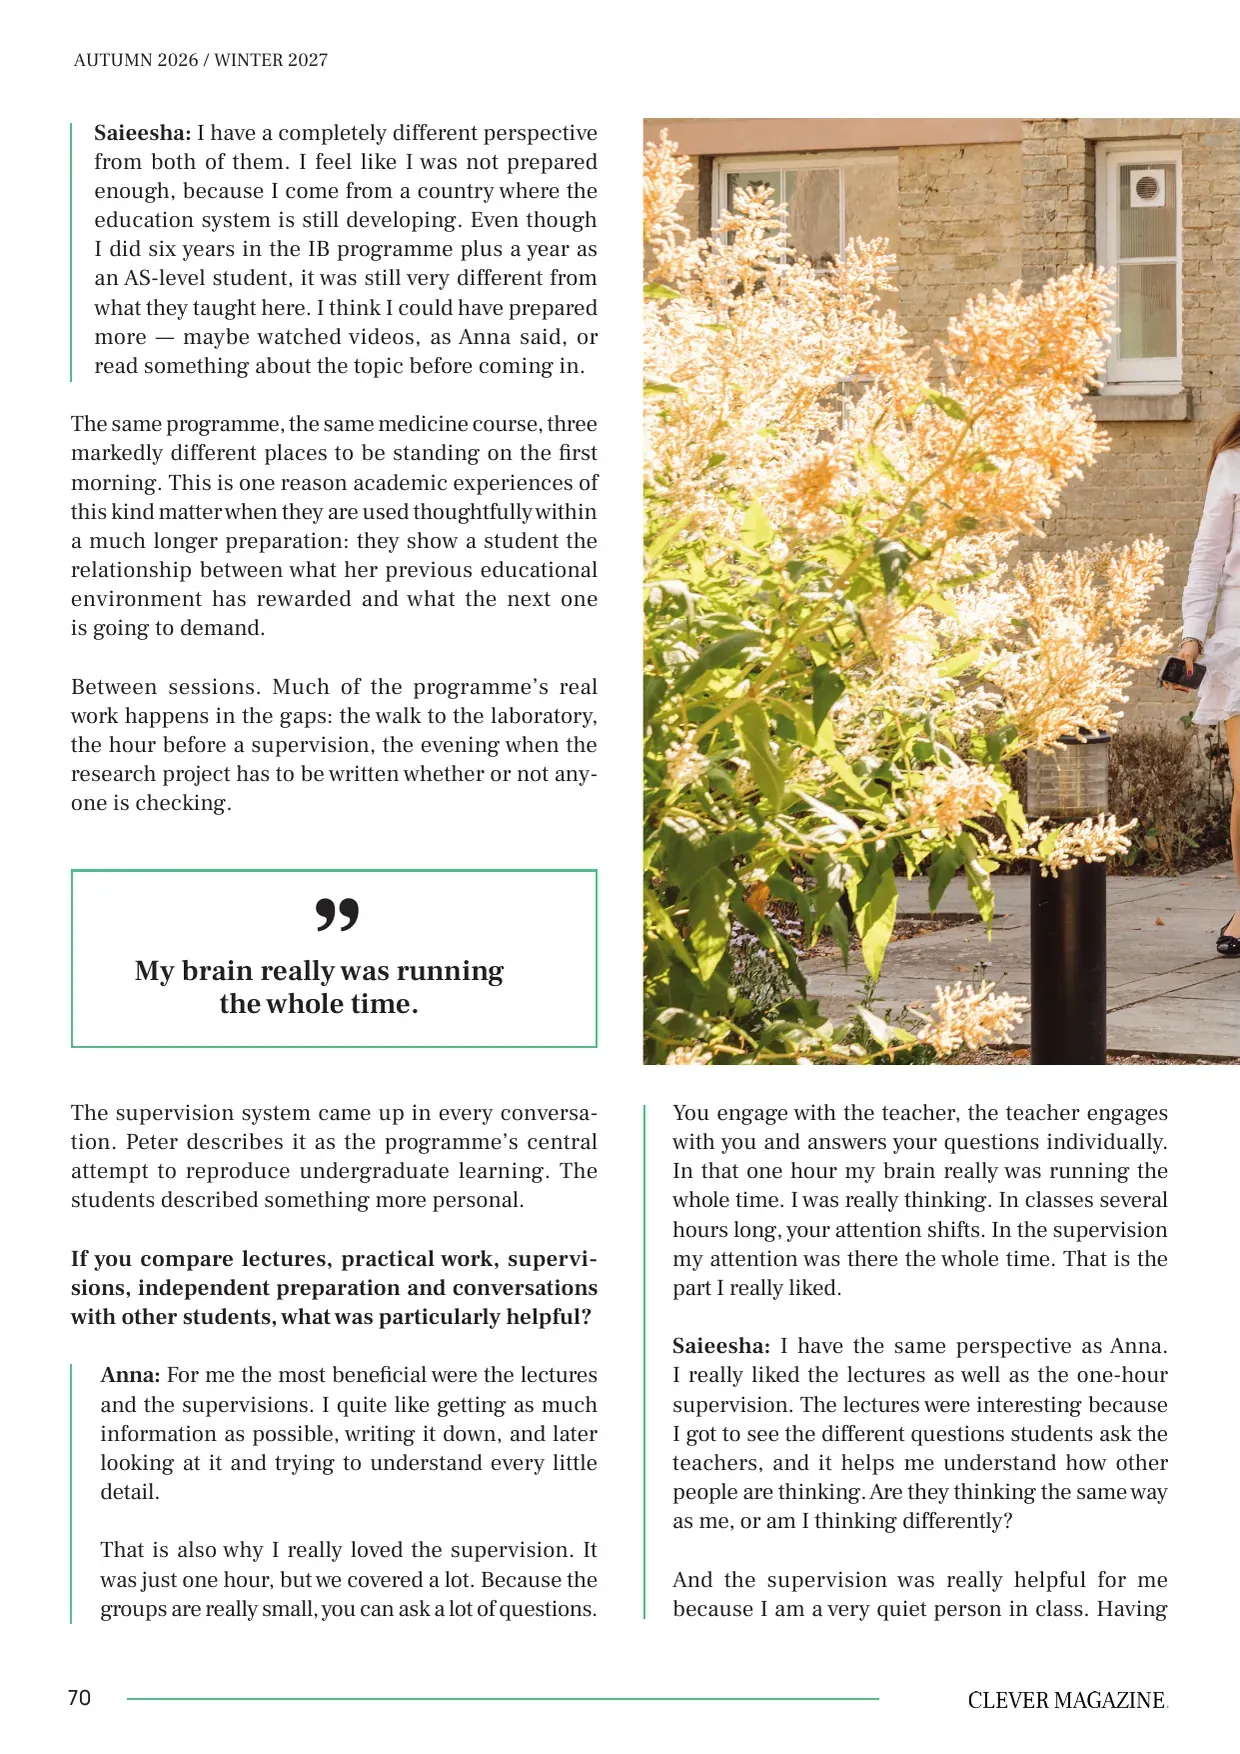 AUTUMN 2026 / WINTER 2027
Saieesha: I have a completely different perspective
from both of them. I feel like I was not prepared
enough, because I come from a country where the
education system is still developing. Even though
I did six years in the IB programme plus a year as
an AS-level student, it was still very different from
what they taught here. I think I could have prepared
more — maybe watched videos, as Anna said, or
read something about the topic before coming in.
The same programme, the same medicine course, three
markedly different places to be standing on the first
morning. This is one reason academic experiences of
this kind matter when they are used thoughtfully within
a much longer preparation: they show a student the
relationship between what her previous educational
environment has rewarded and what the next one
is going to demand.
Between sessions. Much of the programme’s real
work happens in the gaps: the walk to the laboratory,
the hour before a supervision, the evening when the
research project has to be written whether or not any-
one is checking.
”
My brain really was running
the whole time.
The supervision system came up in every conversa-
tion. Peter describes it as the programme’s central
attempt to reproduce undergraduate learning. The
students described something more personal.
If you compare lectures, practical work, supervi-
sions, independent preparation and conversations
with other students, what was particularly helpful?
Anna: For me the most beneficial were the lectures
and the supervisions. I quite like getting as much
information as possible, writing it down, and later
looking at it and trying to understand every little
detail.
That is also why I really loved the supervision. It
was just one hour, but we covered a lot. Because the
groups are really small, you can ask a lot of questions.
You engage with the teacher, the teacher engages
with you and answers your questions individually.
In that one hour my brain really was running the
whole time. I was really thinking. In classes several
hours long, your attention shifts. In the supervision
my attention was there the whole time. That is the
part I really liked.
Saieesha: I have the same perspective as Anna.
I really liked the lectures as well as the one-hour
supervision. The lectures were interesting because
I got to see the different questions students ask the
teachers, and it helps me understand how other
people are thinking. Are they thinking the same way
as me, or am I thinking differently?
And the supervision was really helpful for me
because I am a very quiet person in class. Having
70
CLEVER MAGAZINE.